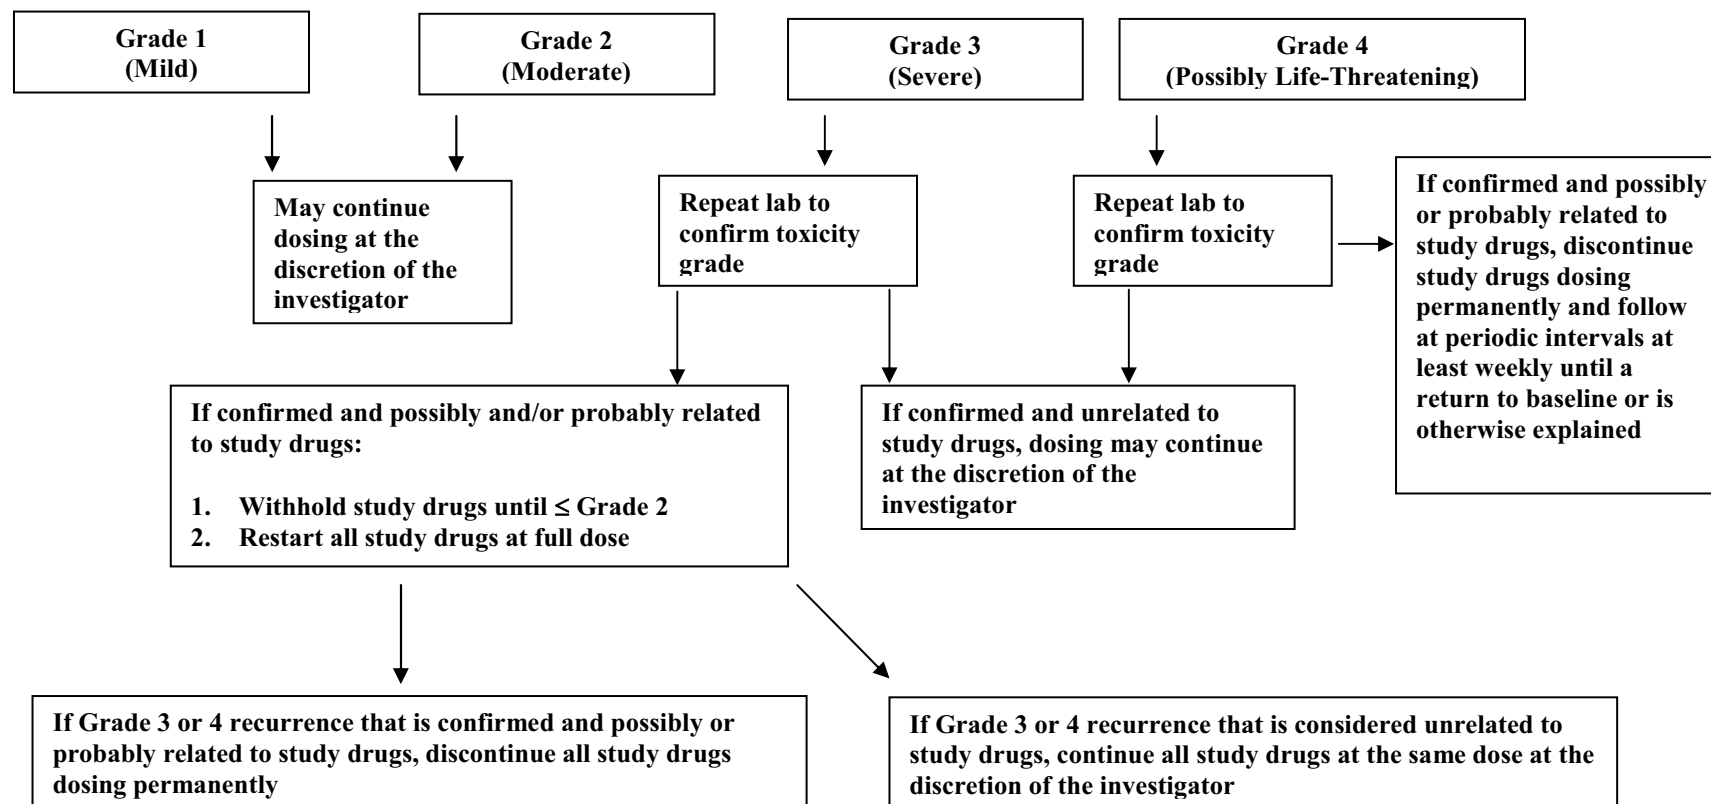 Grade 1
(Mild)
Grade 2
(Moderate)
Grade 3
(Severe)
Grade 4
(Possibly Life-Threatening)
May continue
dosing at the
discretion of the
investigator
Repeat lab to
confirm toxicity
grade
Repeat lab to
confirm toxicity
grade
If confirmed and possibly
or probably related to
study drugs, discontinue
study drugs dosing
permanently and follow
at periodic intervals at
least weekly until a
return to baseline or is
otherwise explained
If confirmed and possibly and/or probably related
to study drugs:
1. Withhold study drugs until ≤ Grade 2
2. Restart all study drugs at full dose
If confirmed and unrelated to
study drugs, dosing may continue
at the discretion of the
investigator
If Grade 3 or 4 recurrence that is confirmed and possibly or
probably related to study drugs, discontinue all study drugs
dosing permanently
If Grade 3 or 4 recurrence that is considered unrelated to
study drugs, continue all study drugs at the same dose at the
discretion of the investigator